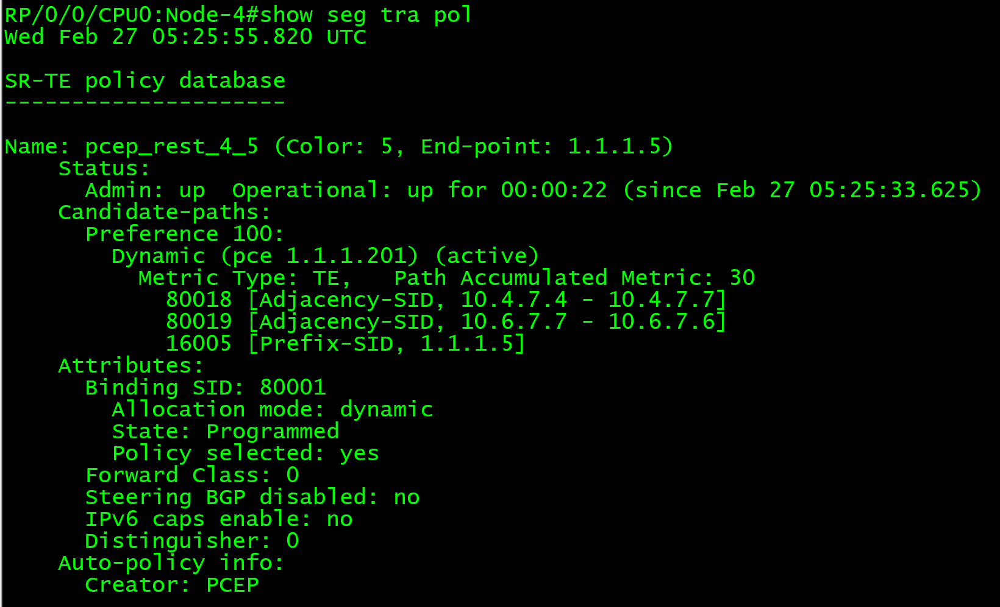 RP/0/0/CPU0:Node-4#show seg tra pol
Wed Feb 27 05:25:55.820 UTC
SR-TE policy database
---------------------
Name: pcep_rest_4_5 (Color: 5, End-point: 1.1.1.5)
Status:
Admin: up  Operational: up for 00:00:22 (since Feb 27 05:25:33.625)
Candidate-paths:
Preference 100:
Dynamic (pce 1.1.1.201) (active)
Metric Type: TE,   Path Accumulated Metric: 30
80018 [Adjacency-SID, 10.4.7.4 - 10.4.7.7]
80019 [Adjacency-SID, 10.6.7.7 - 10.6.7.6]
16005 [Prefix-SID, 1.1.1.5]
Attributes:
Binding SID: 80001
Allocation mode: dynamic
State: Programmed
Policy selected: yes
Forward Class: 0
Steering BGP disabled: no
IPv6 caps enable: no
Distinguisher: 0
Auto-policy info:
Creator: PCEP